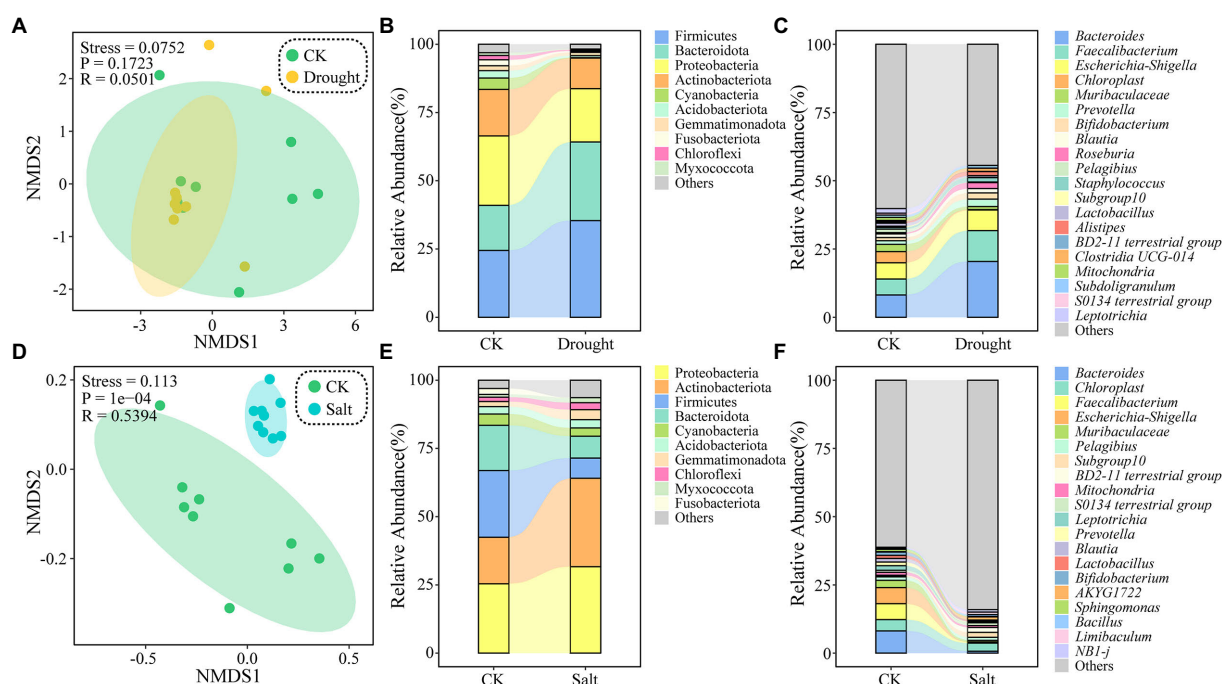 A
Stress = 0.0752
P = 0.1723
R = 0.0501
CK
Drought
2
1
0
-1
-2
NMDS2
-3
0
3
6
NMDS1
B
100
75
50
25
0
Relative Abundance(%)
CK
Drought
Firmicutes
Bacteroidota
Proteobacteria
Actinobacteriota
Cyanobacteria
Acidobacteriota
Gemmatimonadota
Fusobacteriota
Chloroflexi
Myxococcota
Others
C
100
50
25
0
Relative Abundance(%)
CK
Drought
Bacteroides
Faecalibacterium
Escherichia-Shigella
Chloroplast
Muribaculaceae
Prevotella
Bifidobacterium
Blautia
Roseburia
Pelagibius
Staphylococcus
Subgroup10
Lactobacillus
Alistipes
BD2-11 terrestrial group
Clostridia UCG-014
Mitochondria
Subdoligranulum
S0134 terrestrial group
Leptotrichia
Others
D
Stress = 0.113
P = 1e−04
R = 0.5394
CK
Salt
0.2
0.0
-0.2
NMDS2
-0.5
0.0
0.5
NMDS1
E
100
75
50
25
0
Relative Abundance(%)
CK
Salt
Proteobacteria
Actinobacteriota
Firmicutes
Bacteroidota
Cyanobacteria
Acidobacteriota
Gemmatimonadota
Chloroflexi
Myxococcota
Fusobacteriota
Others
F
100
50
25
0
Relative Abundance(%)
CK
Salt
Bacteroides
Chloroplast
Faecalibacterium
Escherichia-Shigella
Muribaculaceae
Pelagibius
Subgroup10
BD2-11 terrestrial group
Mitochondria
S0134 terrestrial group
Leptotrichia
Prevotella
Blautia
Lactobacillus
Bifidobacterium
AKYG1722
Sphingomonas
Bacillus
Limibaculum
NB1-j
Others